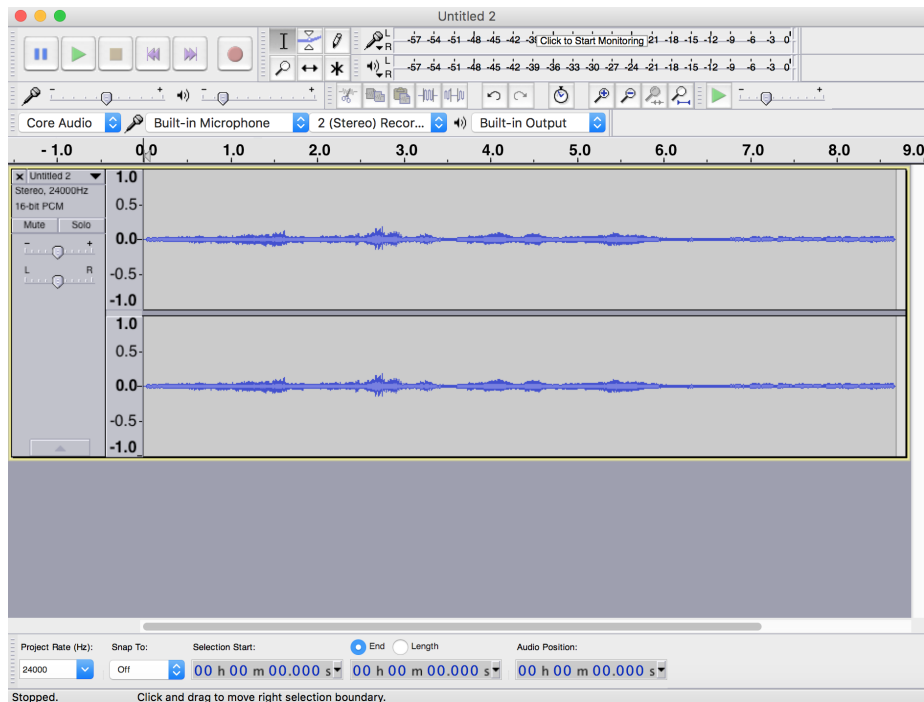 Untitled 2
L -57 -54 -51 -48 -45 -42 -3 Click to Start Monitoring 21 -18 -15 -12 -9 -6 -3 0
R
L -57 -54 -51 -48 -45 -42 -39 -36 -33 -30 -27 -24 -21 -18 -15 -12 -9 -6 -3 0
R
- + - + - +
Core Audio Built-in Microphone 2 (Stereo) Recor... Built-in Output
- 1.0 0.0 1.0 2.0 3.0 4.0 5.0 6.0 7.0 8.0 9.0
x Untitled 2 1.0
Stereo, 24000Hz
16-bit PCM 0.5-
Mute Solo
- + 0.0-
L R -0.5-
-1.0
1.0
0.5-
0.0-
-0.5-
-1.0
Project Rate (Hz): Snap To: Selection Start: End Length Audio Position:
24000 Off 00 h 00 m 00.000 s 00 h 00 m 00.000 s 00 h 00 m 00.000 s
Stopped. Click and drag to move right selection boundary.